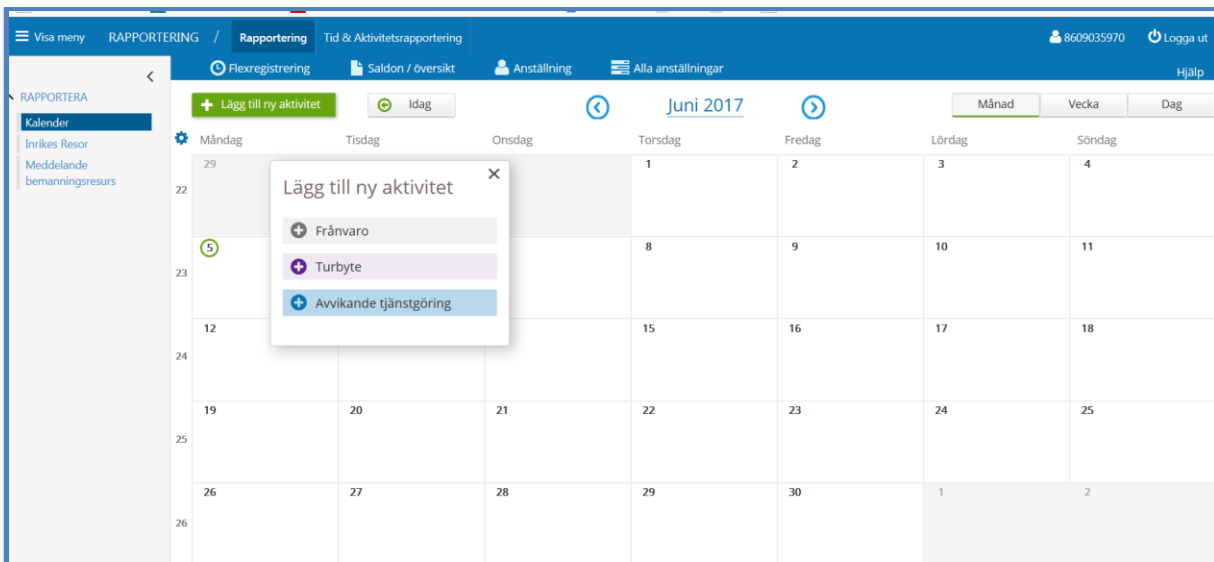 Visa meny RAPPORTERING / Rapportering Tid & Aktivitetsrapportering 8609035970 Logga ut
Flexregistrering Saldon / översikt Anställning Alla anställningar Hjälp
RAPPORTERA
Kalender
Inrikes Resor
Meddelande
bemanningsresurs
Lägg till ny aktivitet Idag Juni 2017 Månad Vecka Dag
Måndag Tisdag Onsdag Torsdag Fredag Lördag Söndag
29 1 2 3 4
22
Lägg till ny aktivitet
Frånvaro
Turbyte
Avvikande tjänstgöring
5 8 9 10 11
23
12 15 16 17 18
24
19 20 21 22 23 24 25
25
26 27 28 29 30 1 2
26